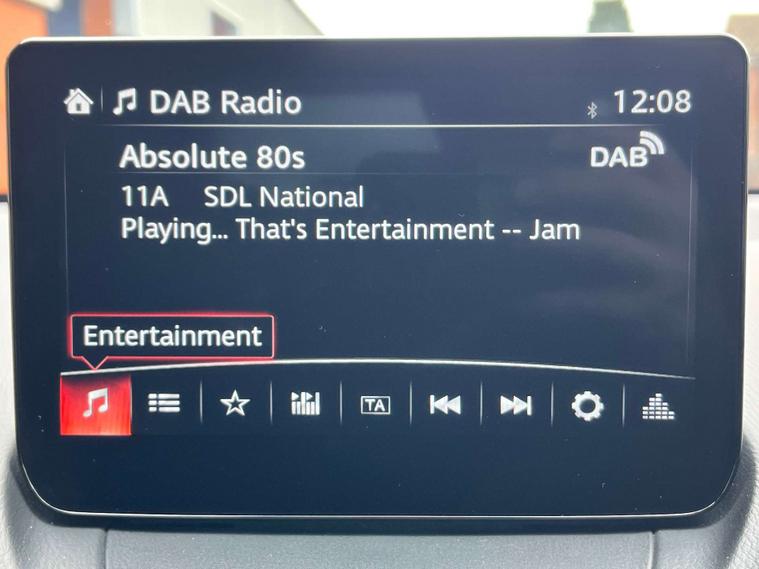 DAB Radio 12:08
Absolute 80s DAB
11A SDL National
Playing... That's Entertainment -- Jam
Entertainment
TA